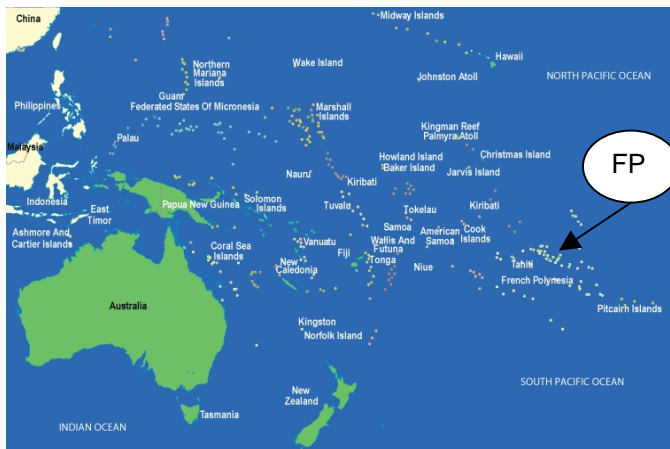 China
Midway Islands
Hawaii
Northern
Mariana
Islands
Wake Island
Johnston Atoll
NORTH PACIFIC OCEAN
Philippines
Guam
Federated States Of Micronesia
Marshall
Islands
Kingman Reef
Palmyra Atoll
FP
Malaysia
Palau
Howland Island
Baker Island
Christmas Island
Jarvis Island
Nauru
Kiribati
Indonesia
East
Timor
Papua New Guinea
Solomon
Islands
Tuvalu
Tokelau
Kiribati
Ashmore And
Cartier Islands
Coral Sea
Islands
Vanuatu
Fiji
Samoa
Wallis And
Futuna
Tonga
American
Samoa
Cook
Islands
New
Caledonia
Niue
Tahiti
French Polynesia
Australia
Pitcairn Islands
Kingston
Norfolk Island
New
Zealand
SOUTH PACIFIC OCEAN
Tasmania
INDIAN OCEAN